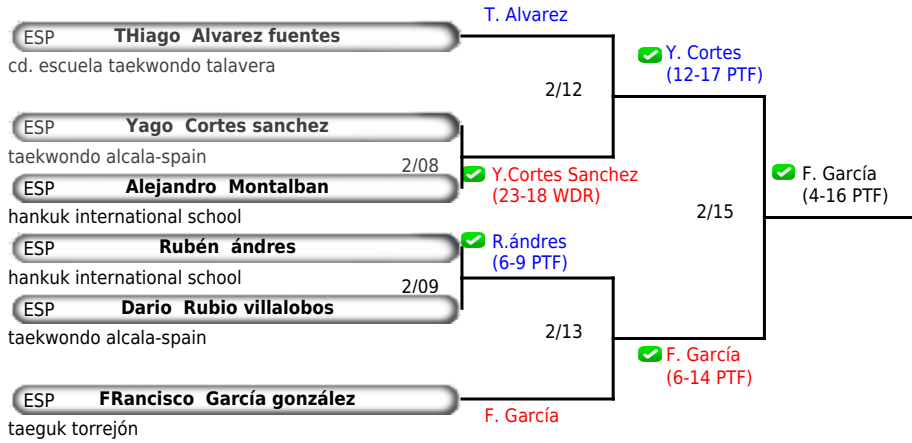 T. Alvarez
ESP THiago Alvarez fuentes
cd. escuela taekwondo talavera
Y. Cortes
(12-17 PTF)
2/12
ESP Yago Cortes sanchez
taekwondo alcala-spain
2/08
Y.Cortes Sanchez
(23-18 WDR)
ESP Alejandro Montalban
hankuk international school
F. García
(4-16 PTF)
2/15
ESP Rubén ándres
hankuk international school
R.ándres
(6-9 PTF)
2/09
ESP Dario Rubio villalobos
taekwondo alcala-spain
2/13
F. García
(6-14 PTF)
ESP FRancisco García gonzález
taeguk torrejón
F. García